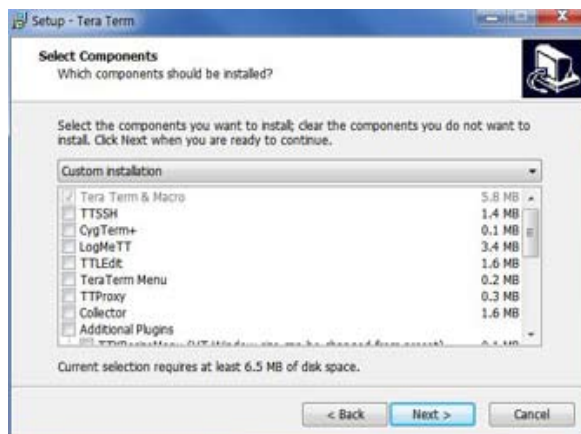 Setup - Tera Term
Select Components
Which components should be installed?
Select the components you want to install; clear the components you do not want to
install. Click Next when you are ready to continue.
Custom installation
Tera Term & Macro 5.8 MB
TTSSH 1.4 MB
CygTerm+ 0.1 MB
LogMeTT 3.4 MB
TTLEdit 1.6 MB
TeraTerm Menu 0.2 MB
TTProxy 0.3 MB
Collector 1.6 MB
Additional Plugins
Current selection requires at least 6.5 MB of disk space.
< Back Next > Cancel